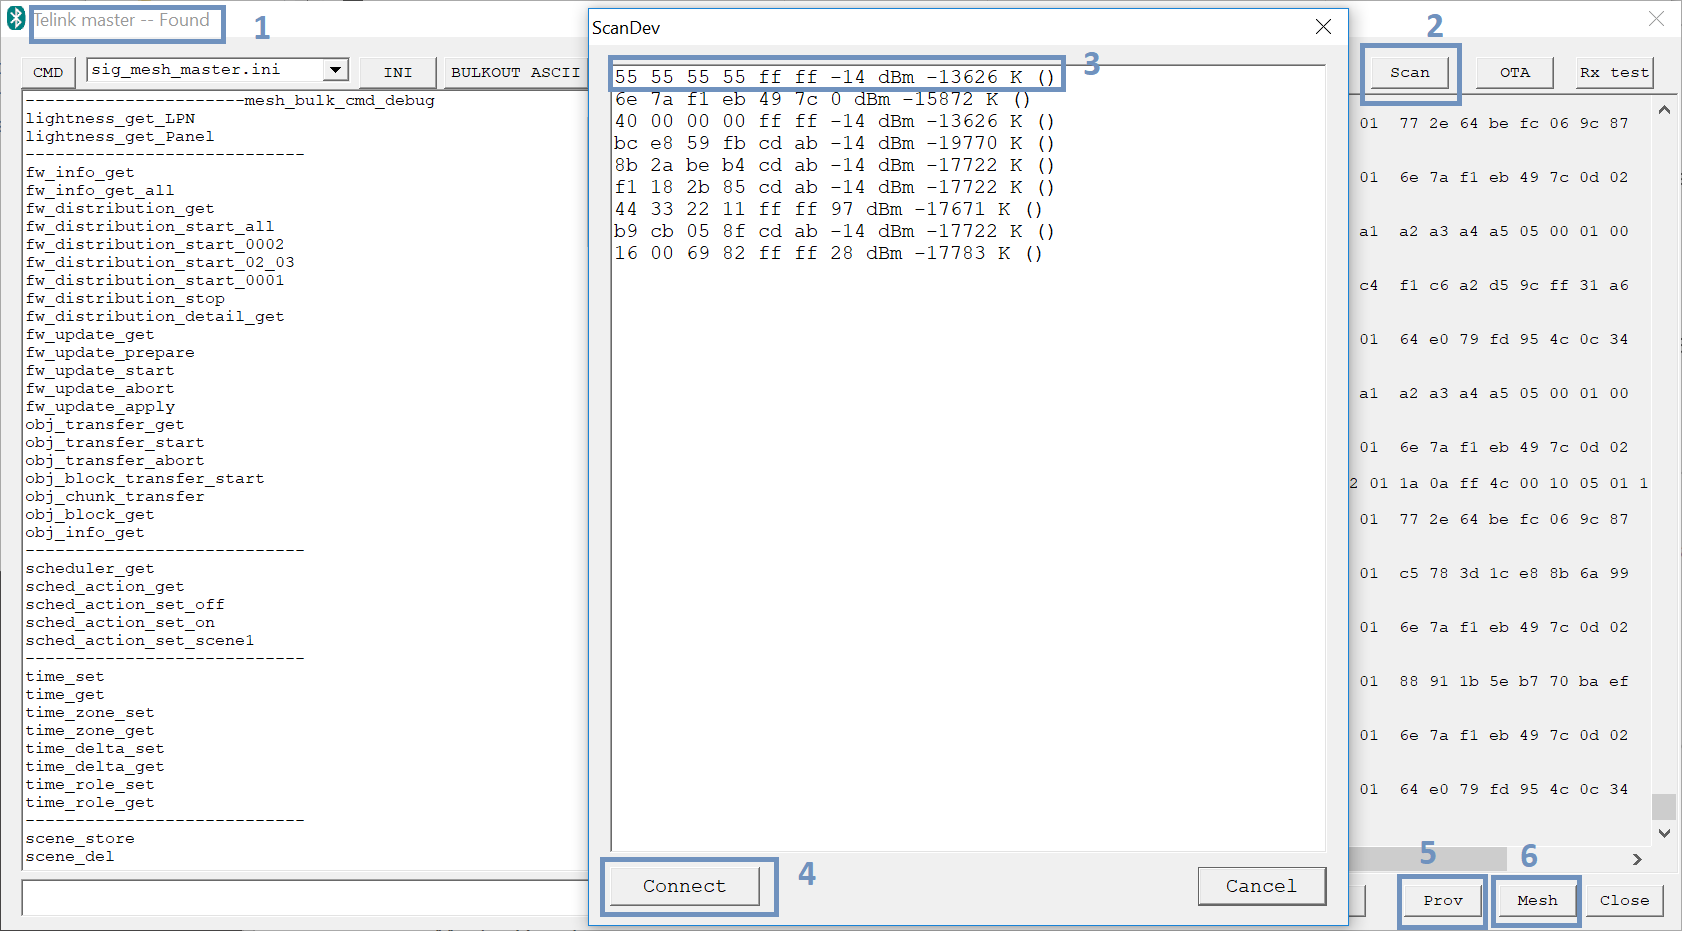 Telink master -- Found
1
CMD
sig_mesh_master.ini
INI
BULKOUT ASCII
----------------------mesh_bulk_cmd_debug
lightness_get_LPN
lightness_get_Panel
----------------------------
fw_info_get
fw_info_get_all
fw_distribution_get
fw_distribution_start_all
fw_distribution_start_0002
fw_distribution_start_02_03
fw_distribution_start_0001
fw_distribution_stop
fw_distribution_detail_get
fw_update_get
fw_update_prepare
fw_update_start
fw_update_abort
fw_update_apply
obj_transfer_get
obj_transfer_start
obj_transfer_abort
obj_block_transfer_start
obj_chunk_transfer
obj_block_get
obj_info_get
----------------------------
scheduler_get
sched_action_get
sched_action_set_off
sched_action_set_on
sched_action_set_scene1
----------------------------
time_set
time_get
time_zone_set
time_zone_get
time_delta_set
time_delta_get
time_role_set
time_role_get
----------------------------
scene_store
scene_del
ScanDev
55 55 55 55 ff ff -14 dBm -13626 K ()
3
6e 7a f1 eb 49 7c 0 dBm -15872 K ()
40 00 00 00 ff ff -14 dBm -13626 K ()
bc e8 59 fb cd ab -14 dBm -19770 K ()
8b 2a be b4 cd ab -14 dBm -17722 K ()
f1 18 2b 85 cd ab -14 dBm -17722 K ()
44 33 22 11 ff ff 97 dBm -17671 K ()
b9 cb 05 8f cd ab -14 dBm -17722 K ()
16 00 69 82 ff ff 28 dBm -17783 K ()
Connect
4
Cancel
2
Scan
OTA
Rx test
01 77 2e 64 be fc 06 9c 87
01 6e 7a f1 eb 49 7c 0d 02
a1 a2 a3 a4 a5 05 00 01 00
c4 f1 c6 a2 d5 9c ff 31 a6
01 64 e0 79 fd 95 4c 0c 34
a1 a2 a3 a4 a5 05 00 01 00
01 6e 7a f1 eb 49 7c 0d 02
2 01 1a 0a ff 4c 00 10 05 01 1
01 77 2e 64 be fc 06 9c 87
01 c5 78 3d 1c e8 8b 6a 99
01 6e 7a f1 eb 49 7c 0d 02
01 88 91 1b 5e b7 70 ba ef
01 6e 7a f1 eb 49 7c 0d 02
01 64 e0 79 fd 95 4c 0c 34
5
6
Prov
Mesh
Close